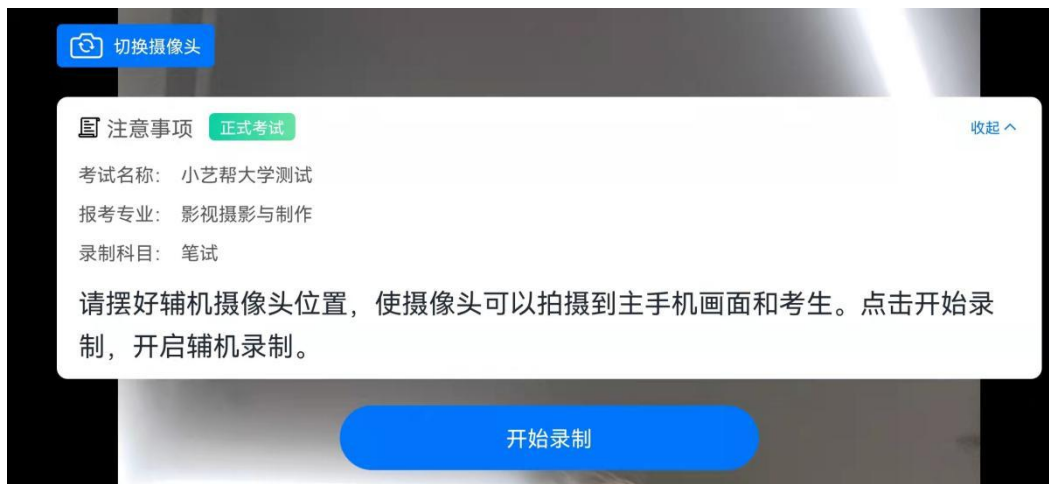 切换摄像头
注意事项 正式考试 收起
考试名称： 小艺帮大学测试
报考专业： 影视摄影与制作
录制科目： 笔试
请摆好辅机摄像头位置，使摄像头可以拍摄到主手机画面和考生。点击开始录
制，开启辅机录制。
开始录制